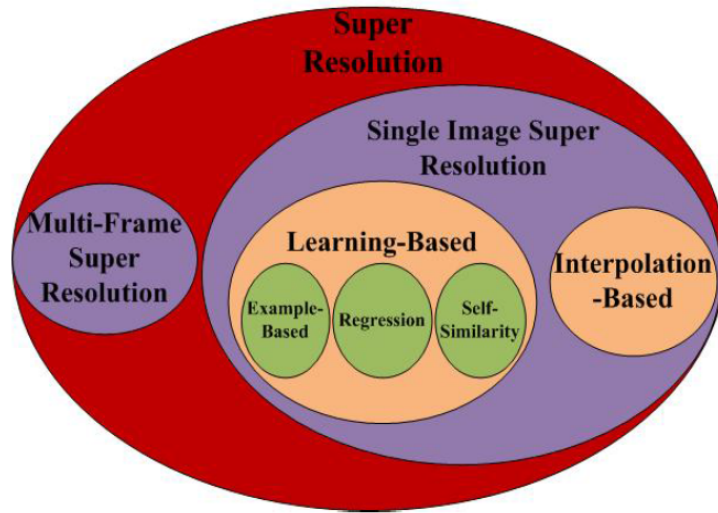 Super
Resolution
Single Image Super
Resolution
Multi-Frame
Super
Resolution
Learning-Based
Example-
Based
Regression
Self-
Similarity
Interpolation
-Based